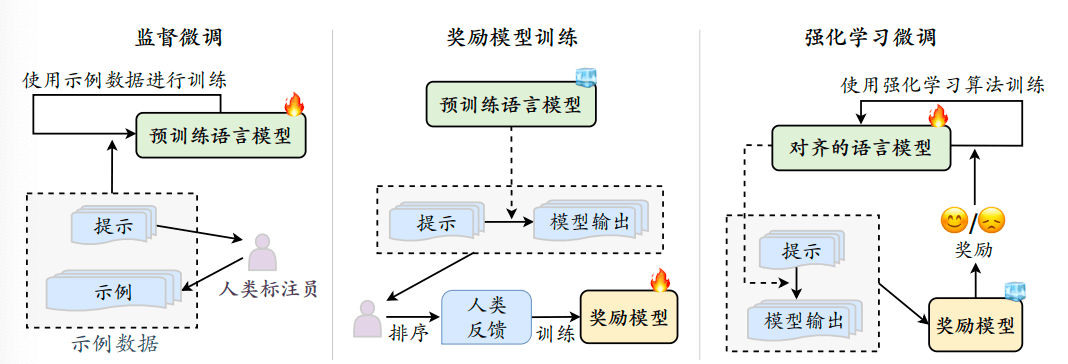 监督微调
使用示例数据进行训练
预训练语言模型
提示
示例
人类标注员
示例数据
奖励模型训练
预训练语言模型
提示
模型输出
排序
人类
反馈
训练
奖励模型
强化学习微调
使用强化学习算法训练
对齐的语言模型
提示
模型输出
/
奖励
奖励模型